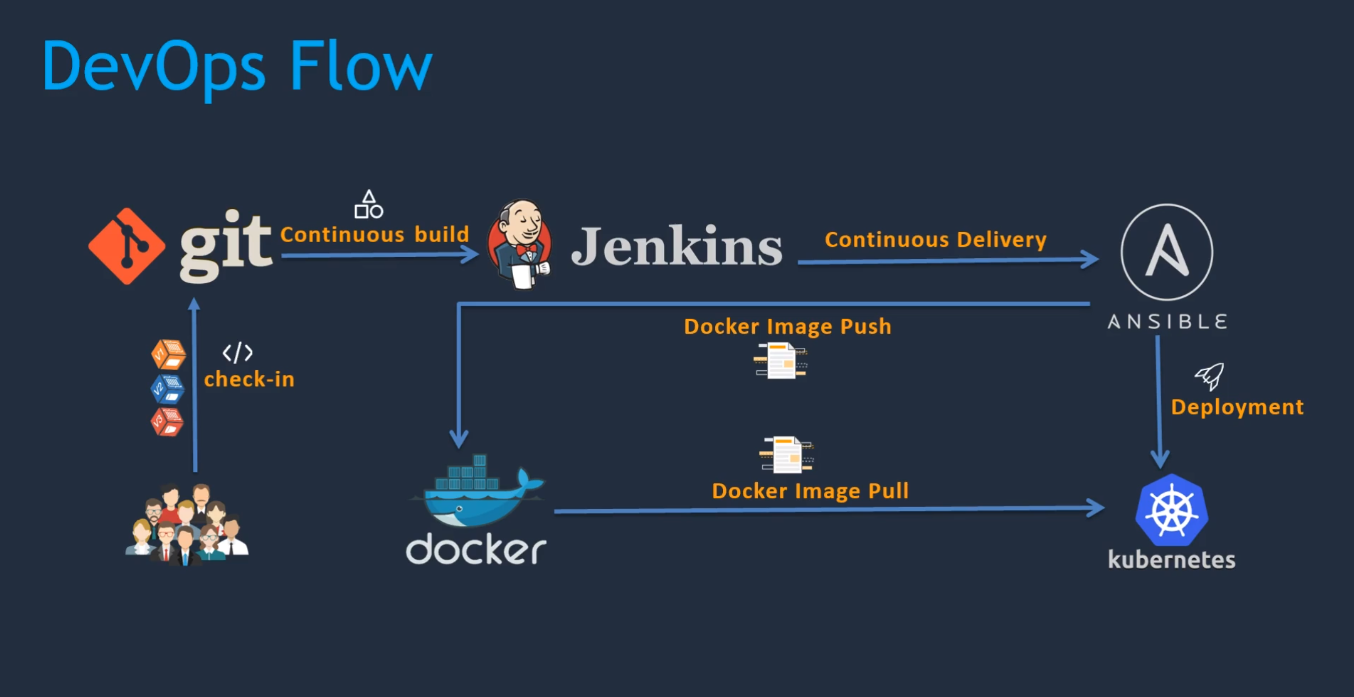 DevOps Flow
git
Continuous build
Jenkins
Continuous Delivery
ANSIBLE
Docker Image Push
</>
check-in
V1
V2
V3
Deployment
Docker Image Pull
docker
kubernetes